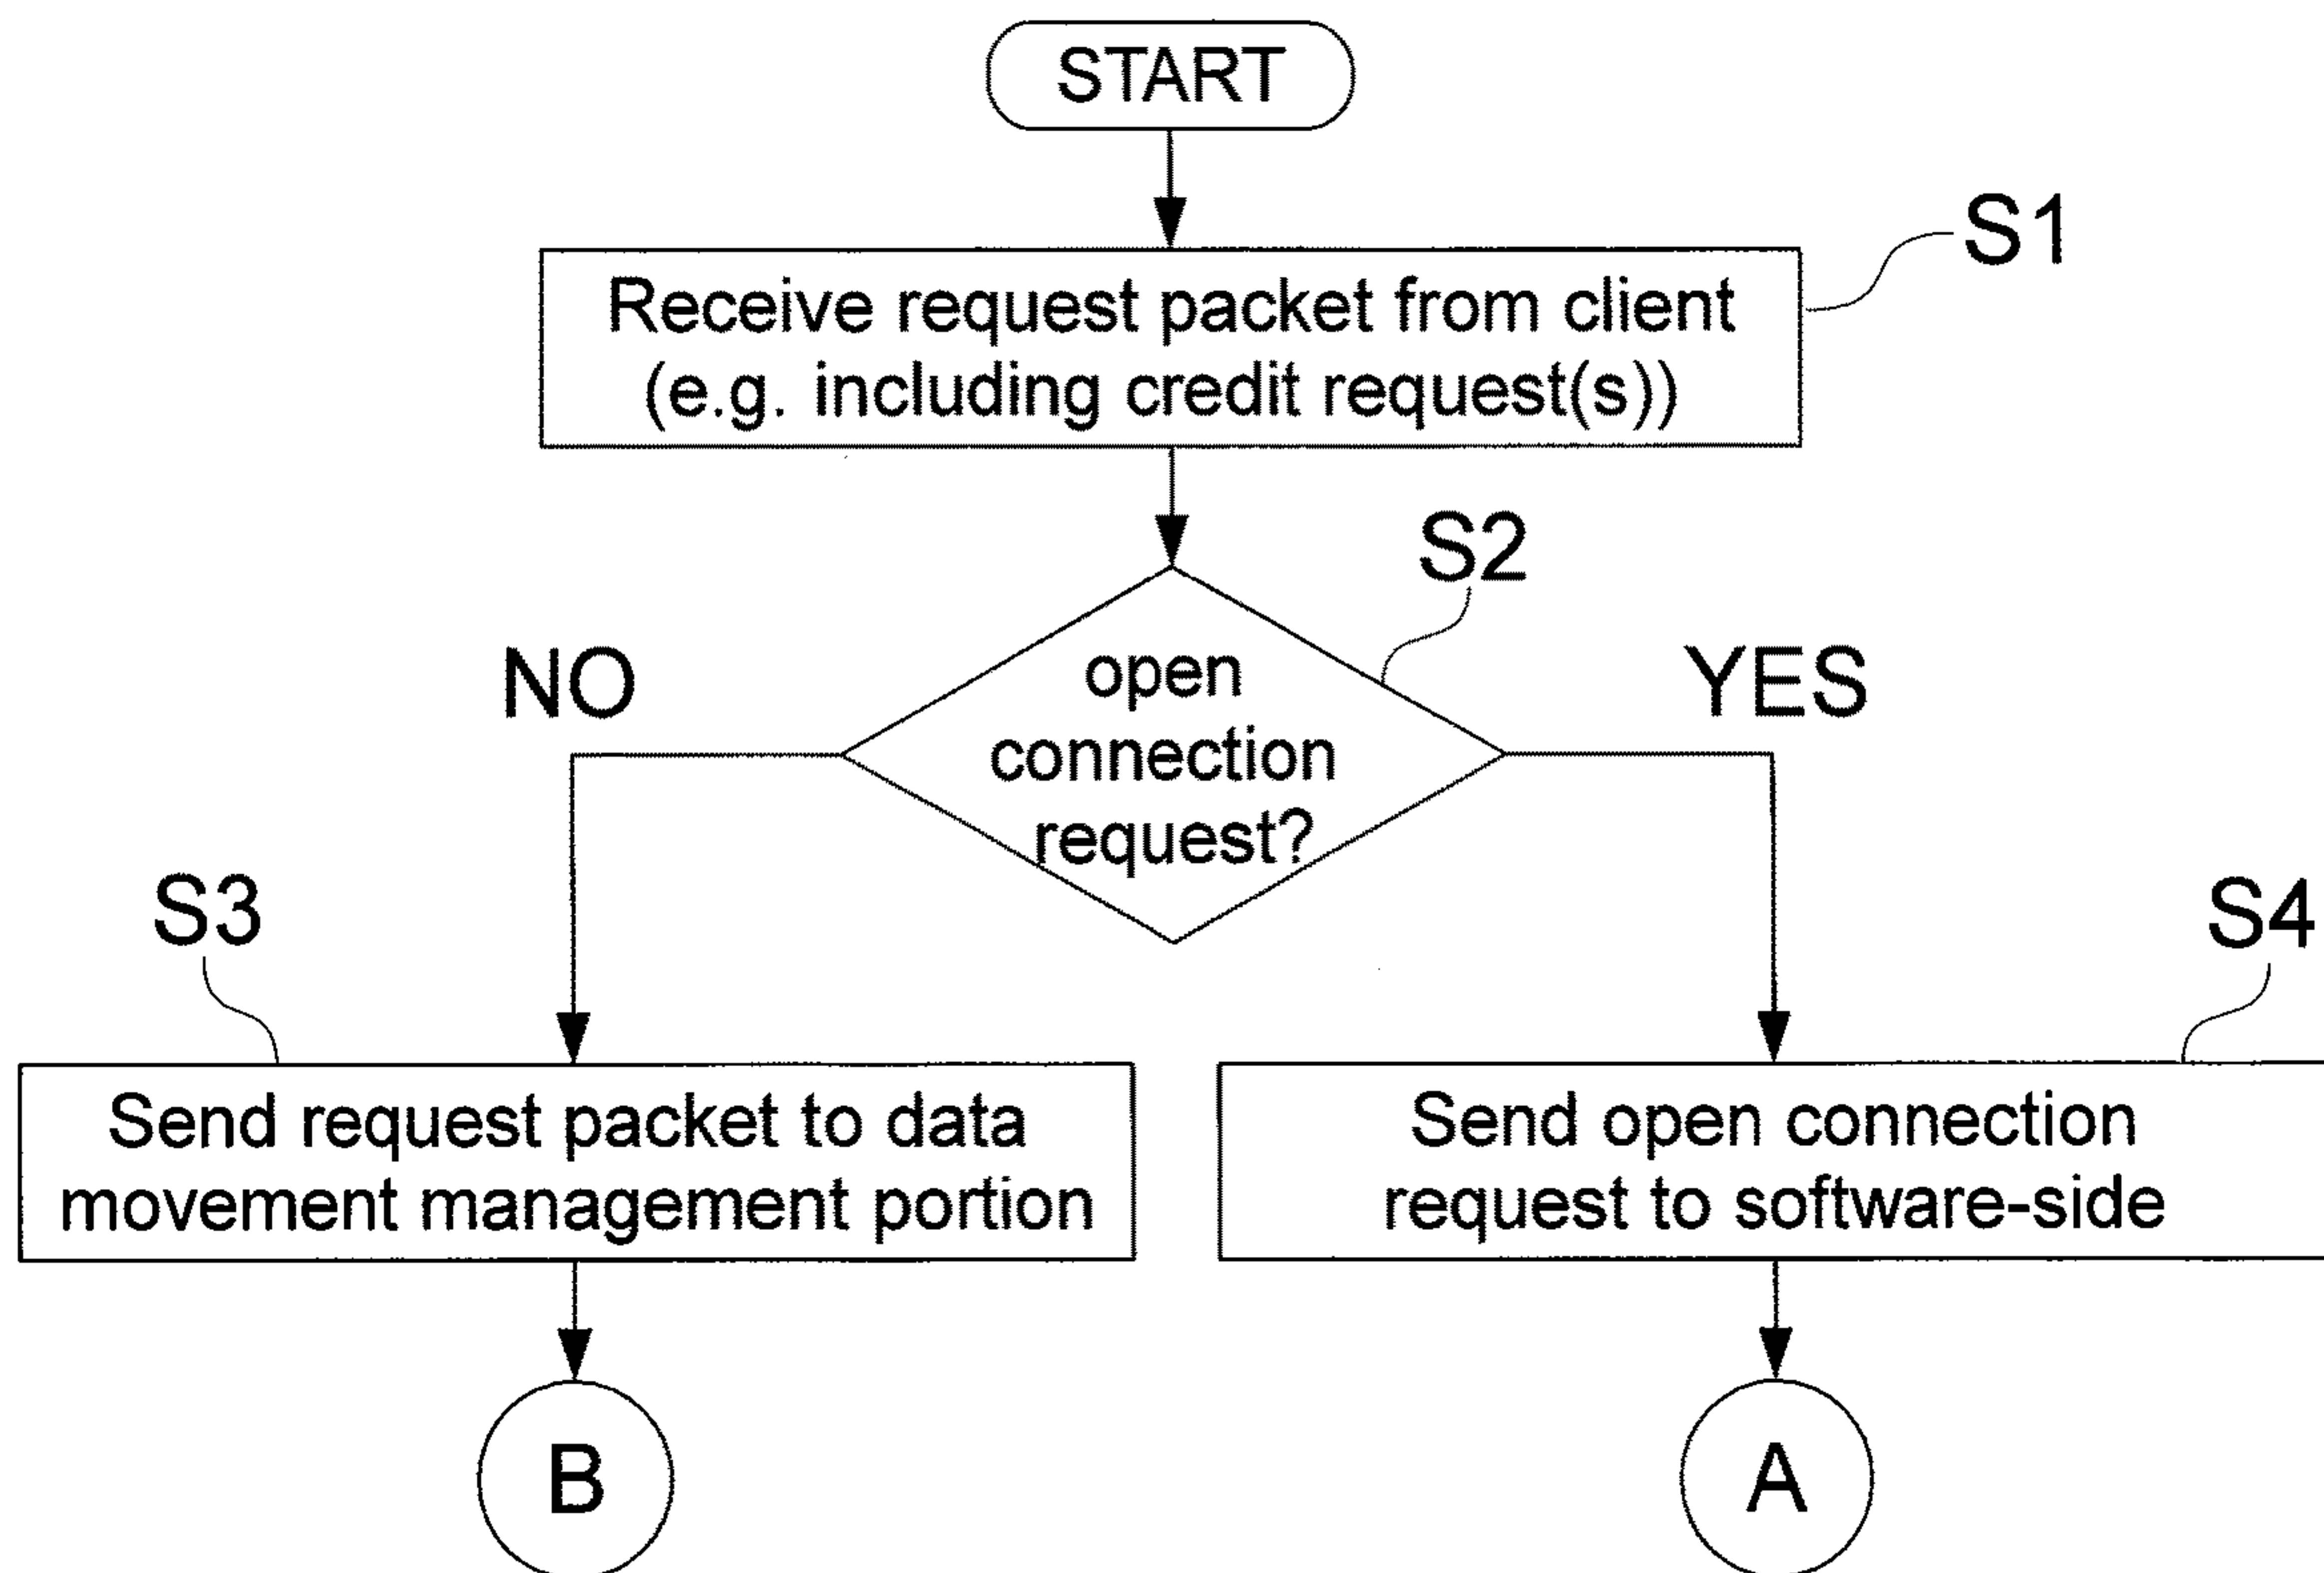 START
S1
Receive request packet from client
(e.g. including credit request(s))
S2
NO
YES
open
connection
request?
S3
S4
Send request packet to data
movement management portion
Send open connection
request to software-side
B
A